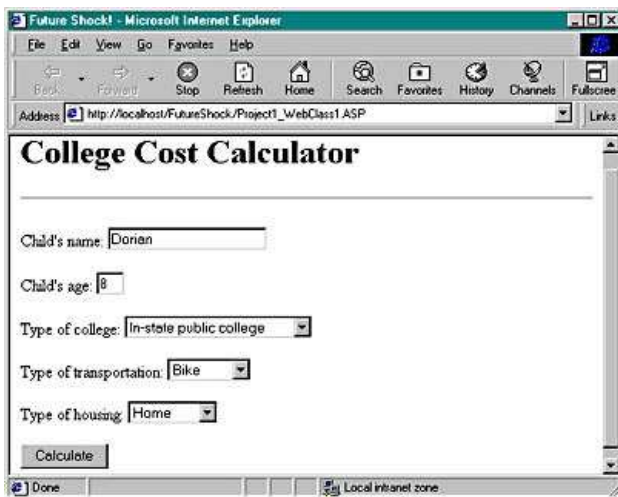 Future Shock! - Microsoft Internet Explorer
File Edit View Go Favorites Help
Back Forward Stop Refresh Home Search Favorites History Channels Fullscree
Address http://localhost/FutureShock/Project1_WebClass1.ASP Links
College Cost Calculator
Child's name: Dorian
Child's age: 8
Type of college: In-state public college
Type of transportation: Bike
Type of housing: Home
Calculate
Done Local intranet zone